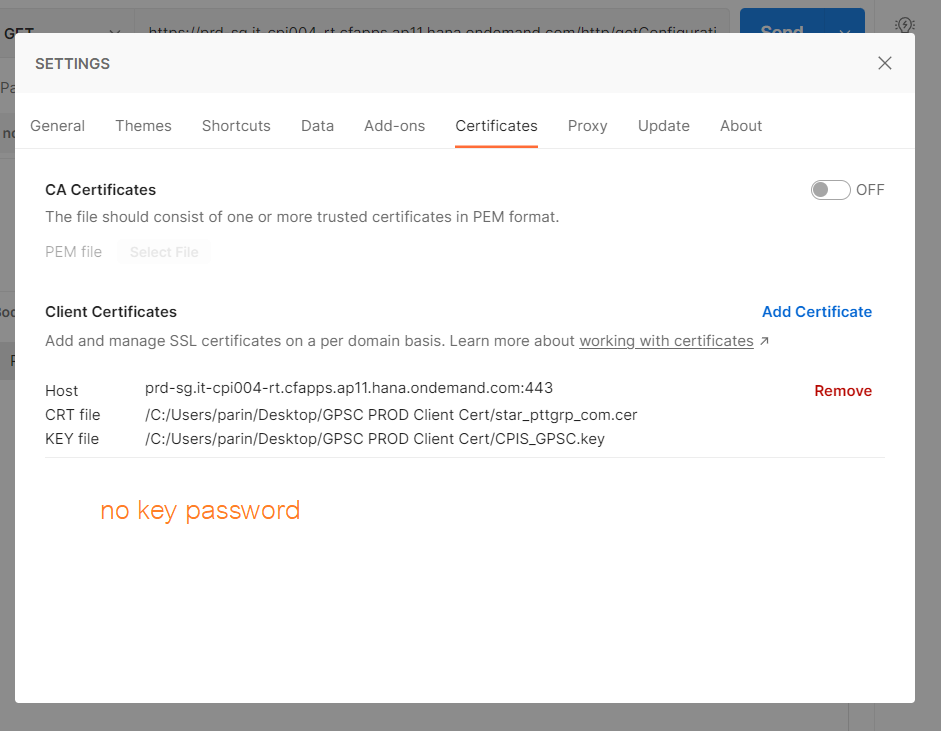 GET https://prd-sg.it-cpi004-rt.cfapps.ap11.hana.ondemand.com/http/getConfigurati Send
SETTINGS
General Themes Shortcuts Data Add-ons Certificates Proxy Update About
CA Certificates OFF
The file should consist of one or more trusted certificates in PEM format.
PEM file Select File
Client Certificates Add Certificate
Add and manage SSL certificates on a per domain basis. Learn more about working with certificates ↗
Host prd-sg.it-cpi004-rt.cfapps.ap11.hana.ondemand.com:443 Remove
CRT file /C:/Users/parin/Desktop/GPSC PROD Client Cert/star_pttgrp_com.cer
KEY file /C:/Users/parin/Desktop/GPSC PROD Client Cert/CPIS_GPSC.key
no key password